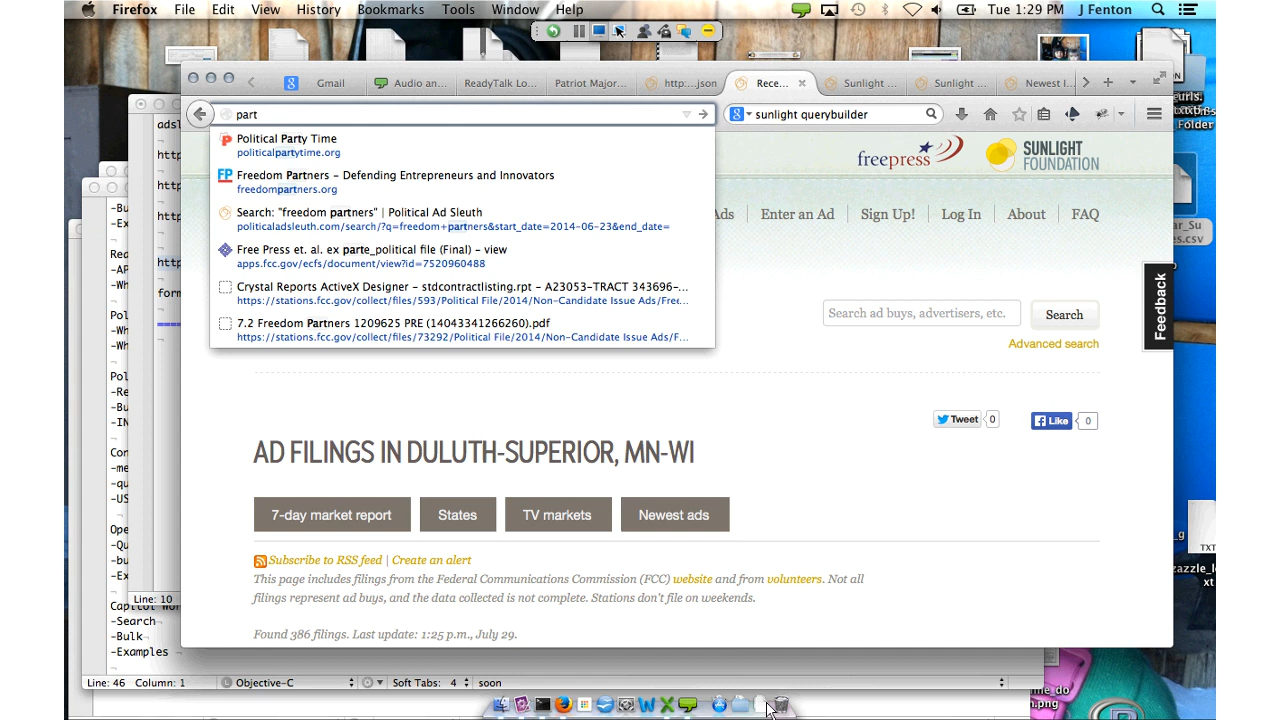 Firefox File Edit View History Bookmarks Tools Window Help Tue 1:29 PM J Fenton
Gmail Audio an... ReadyTalk Lo... Patriot Major... http:...json Rece... Sunlight ... Sunlight ... Newest I...
part
sunlight querybuilder
Political Party Time
politicalpartytime.org
Freedom Partners – Defending Entrepreneurs and Innovators
freedompartners.org
Search: "freedom partners" | Political Ad Sleuth
politicaladsleuth.com/search/?q=freedom+partners&start_date=2014-06-23&end_date=
Free Press et. al. ex parte_political file (Final) – view
apps.fcc.gov/ecfs/document/view?id=7520960488
Crystal Reports ActiveX Designer - stdcontractlisting.rpt - A23053-TRACT 343696-...
https://stations.fcc.gov/collect/files/593/Political File/2014/Non-Candidate Issue Ads/Fre...
7.2 Freedom Partners 1209625 PRE (14043341266260).pdf
https://stations.fcc.gov/collect/files/73292/Political File/2014/Non-Candidate Issue Ads/F...
freepress
SUNLIGHT
FOUNDATION
Ads Enter an Ad Sign Up! Log In About FAQ
Feedback
Search ad buys, advertisers, etc. Search
Advanced search
Tweet 0 Like 0
AD FILINGS IN DULUTH-SUPERIOR, MN-WI
7-day market report States TV markets Newest ads
Subscribe to RSS feed | Create an alert
This page includes filings from the Federal Communications Commission (FCC) website and from volunteers. Not all
filings represent ad buys, and the data collected is not complete. Stations don't file on weekends.
Found 386 filings. Last update: 1:25 p.m., July 29.
Line: 10
-Search
-Bulk
-Examples
Line: 46 Column: 1 Objective-C Soft Tabs: 4 soon